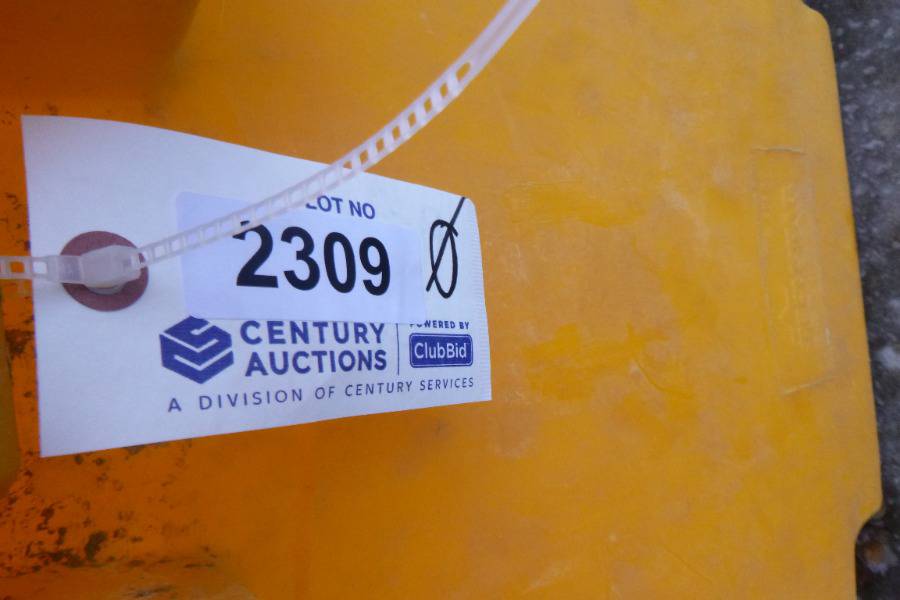 LOT NO
2309 Ø
CENTURY
AUCTIONS
POWERED BY
ClubBid
A DIVISION OF CENTURY SERVICES